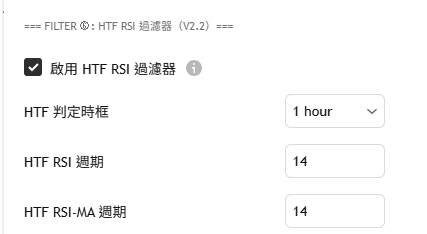 === FILTER ⑤: HTF RSI 過濾器（V2.2）===
啟用 HTF RSI 過濾器
HTF 判定時框 1 hour
HTF RSI 週期 14
HTF RSI-MA 週期 14